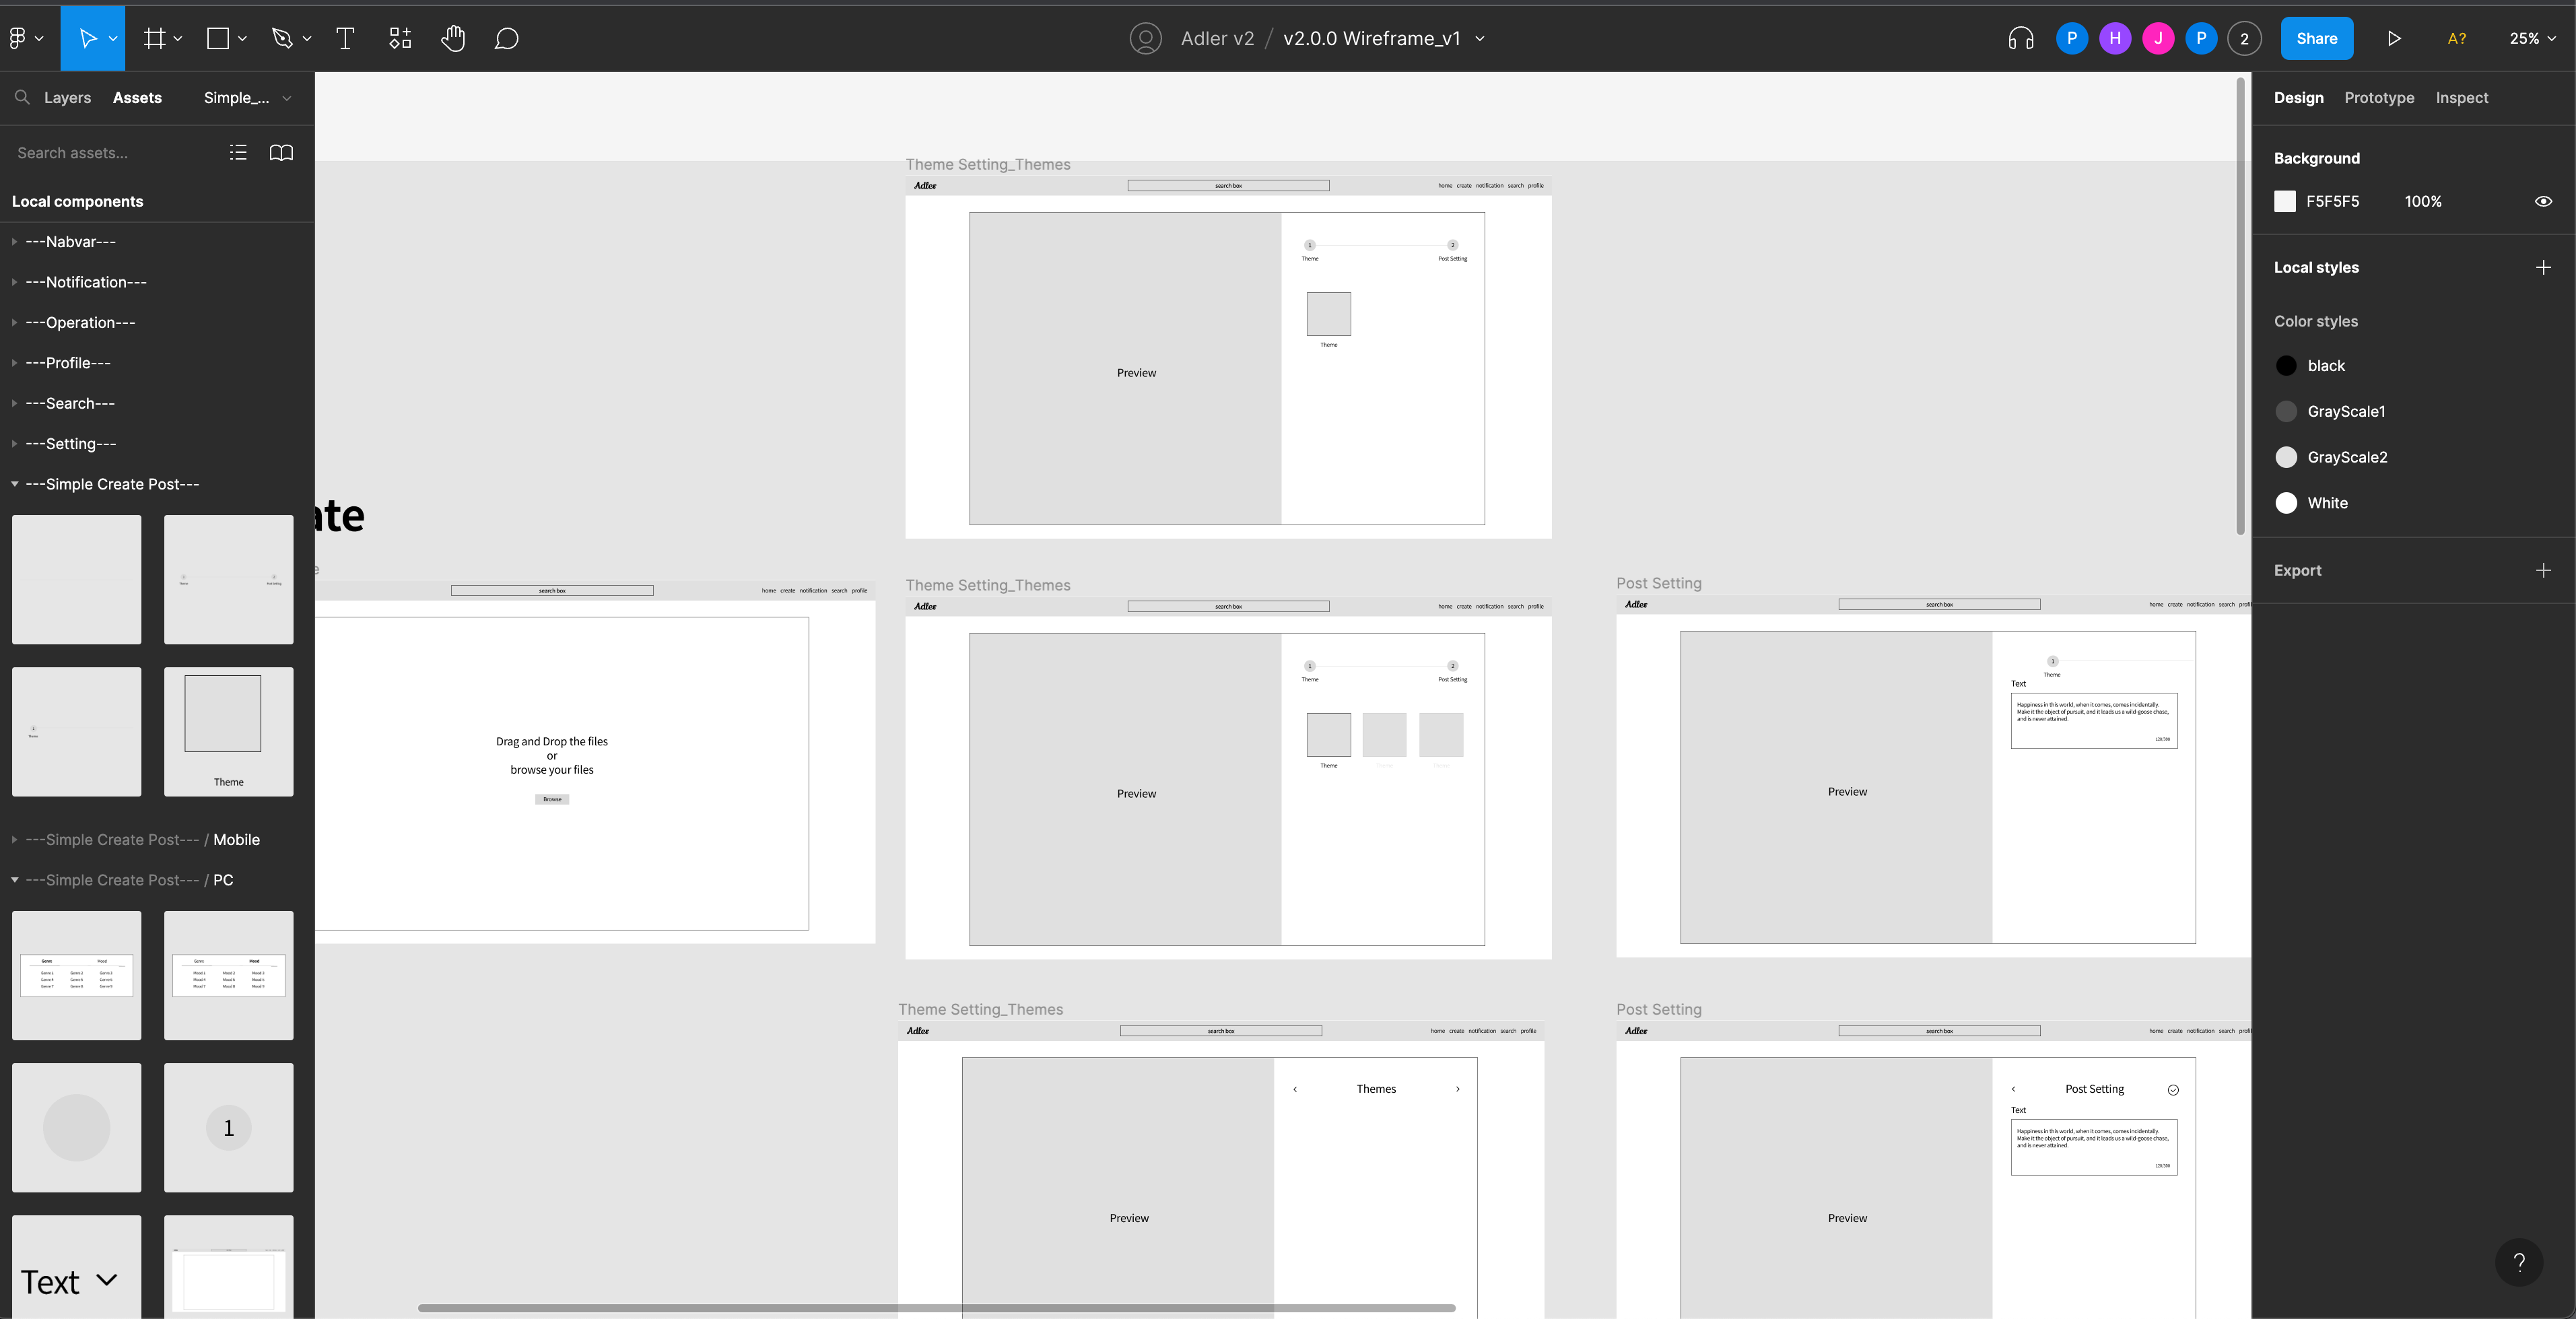 Adler v2 / v2.0.0 Wireframe_v1
P H J P 2
Share
A?
25%
Layers Assets Simple_...
Search assets...
Local components
---Nabvar---
---Notification---
---Operation---
---Profile---
---Search---
---Setting---
---Simple Create Post---
Theme
---Simple Create Post--- / Mobile
---Simple Create Post--- / PC
Genre Mood
Genre Mood
1
Text
ate
e
search box
home create notification search profile
Drag and Drop the files
or
browse your files
Browse
Theme Setting_Themes
Adler
search box
home create notification search profile
1 2
Theme Post Setting
Theme
Preview
Theme Setting_Themes
Adler
search box
home create notification search profile
1 2
Theme Post Setting
Theme
Preview
Theme Setting_Themes
Adler
search box
home create notification search profile
< Themes >
Preview
Post Setting
Adler
search box
home create notification search profil
1
Theme
Text
Happiness in this world, when it comes, comes incidentally.
Make it the object of pursuit, and it leads us a wild-goose chase,
and is never attained.
120/300
Preview
Post Setting
Adler
search box
home create notification search profil
< Post Setting
Text
Happiness in this world, when it comes, comes incidentally.
Make it the object of pursuit, and it leads us a wild-goose chase,
and is never attained.
120/300
Preview
Design Prototype Inspect
Background
F5F5F5 100%
Local styles
Color styles
black
GrayScale1
GrayScale2
White
Export
?